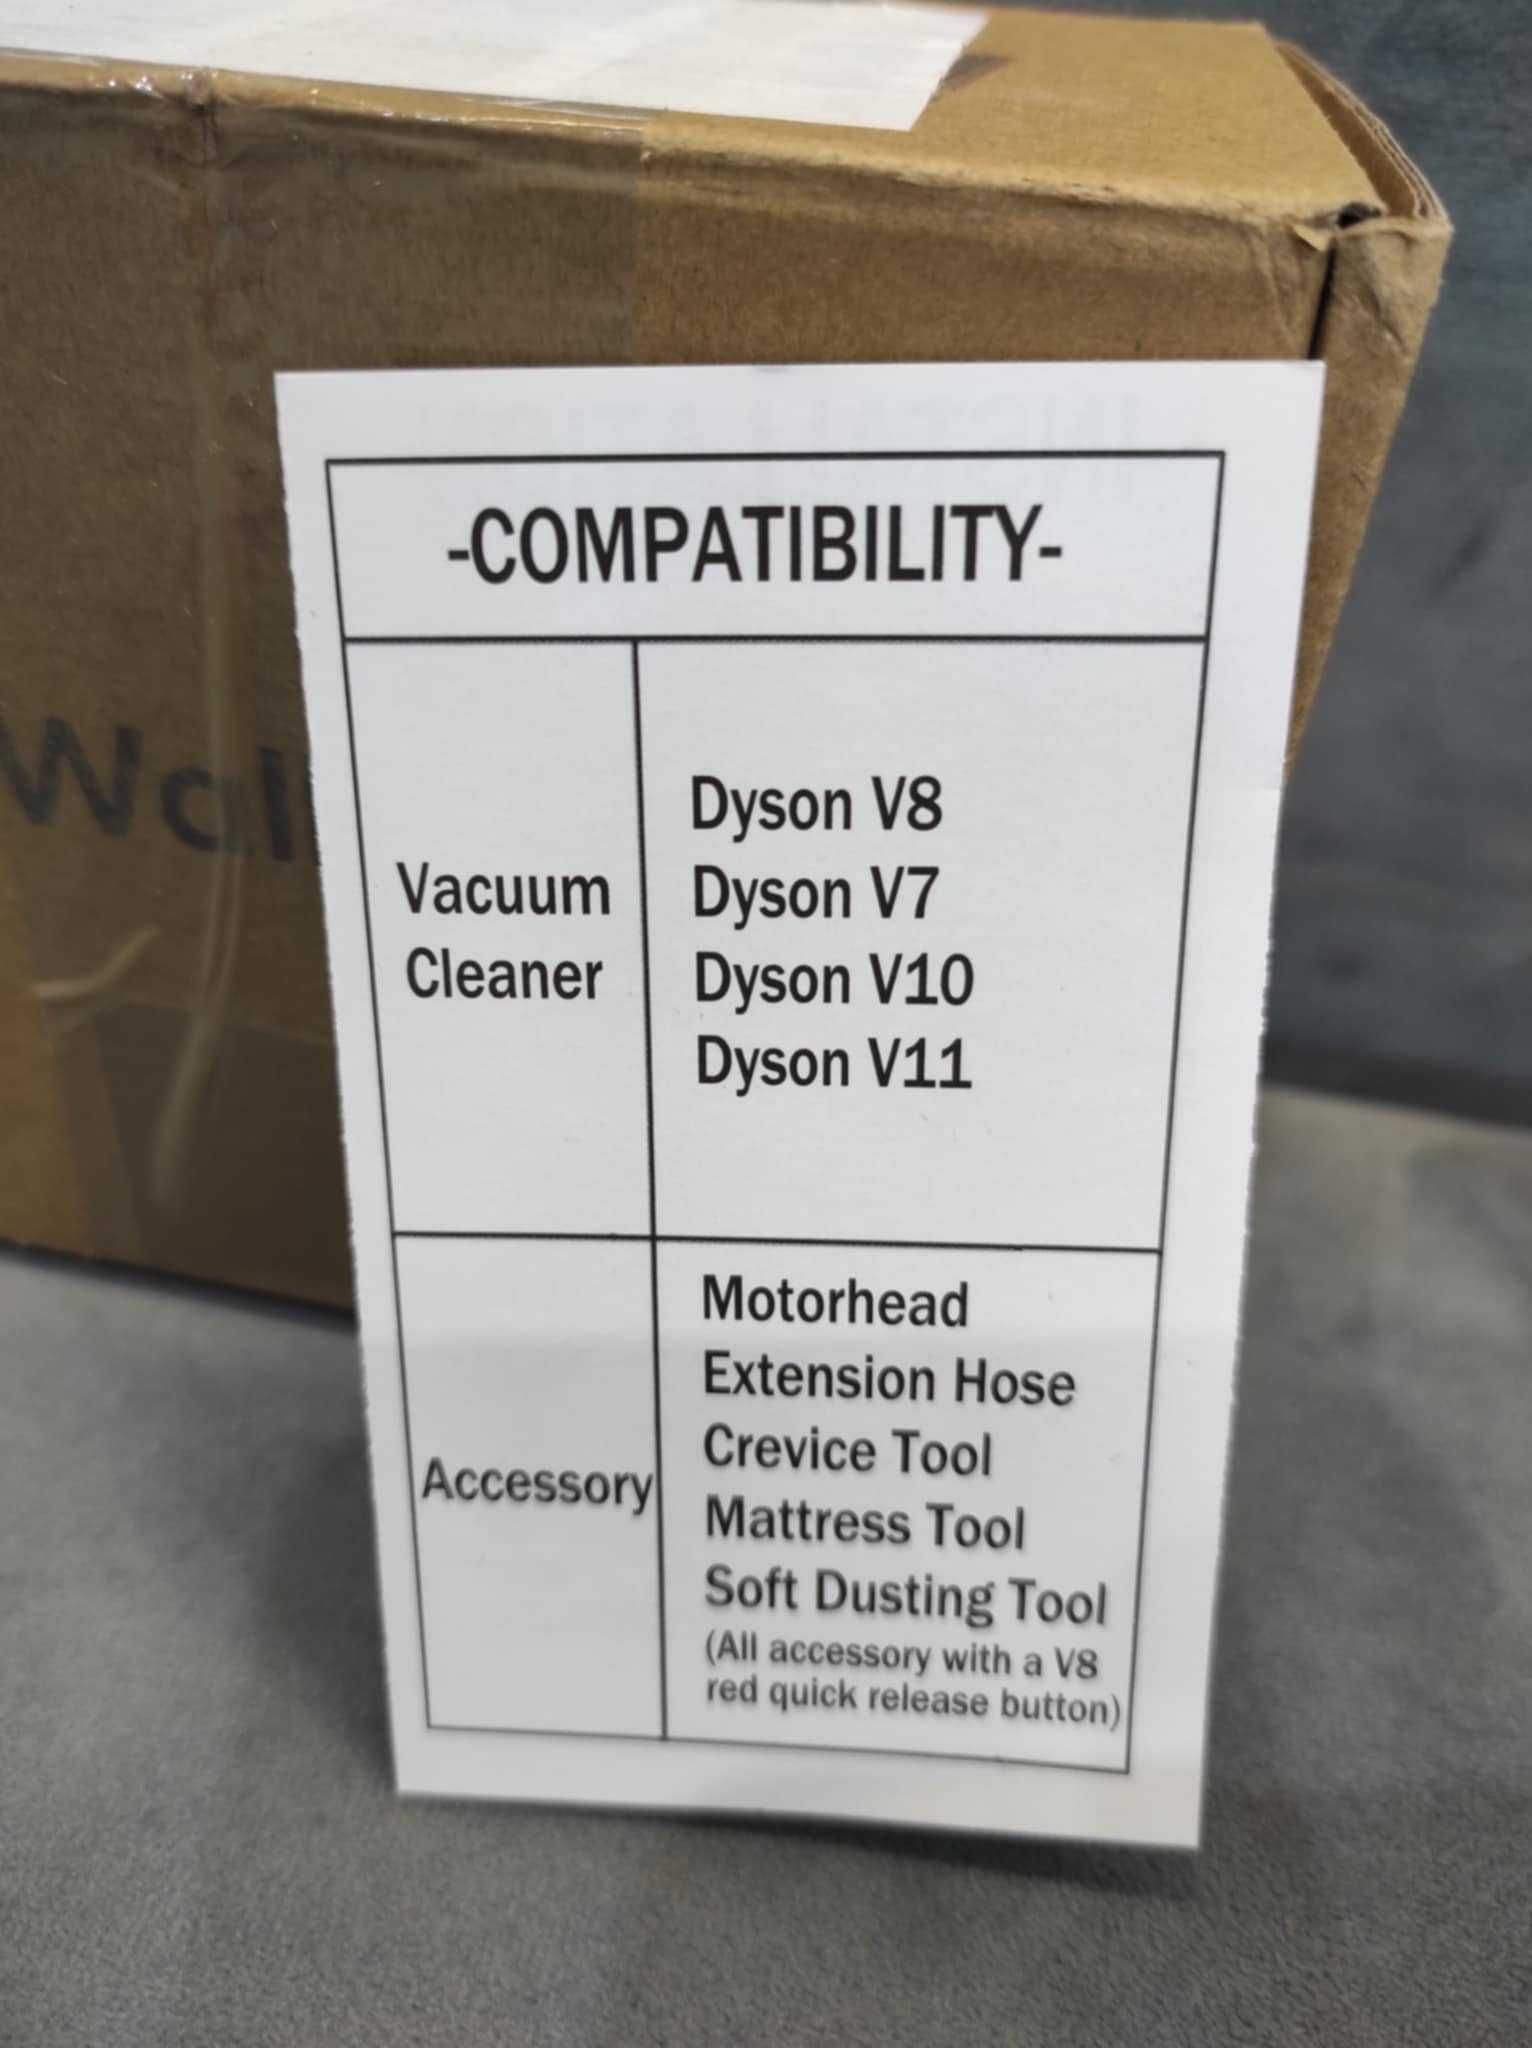 -COMPATIBILITY-
Vacuum
Cleaner
Dyson V8
Dyson V7
Dyson V10
Dyson V11
Accessory
Motorhead
Extension Hose
Crevice Tool
Mattress Tool
Soft Dusting Tool
(All accessory with a V8
red quick release button)